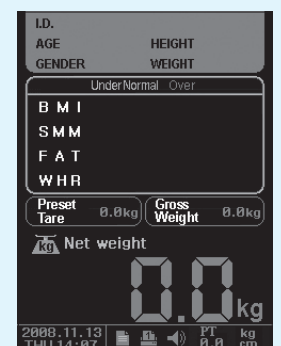 I.D.
AGE HEIGHT
GENDER WEIGHT
Under Normal Over
BMI
SMM
FAT
WHR
Preset Tare 0.0kg Gross Weight 0.0kg
kg Net weight
0.0kg
2008.11.13 PT kg
THU 14:07 0.0 cm